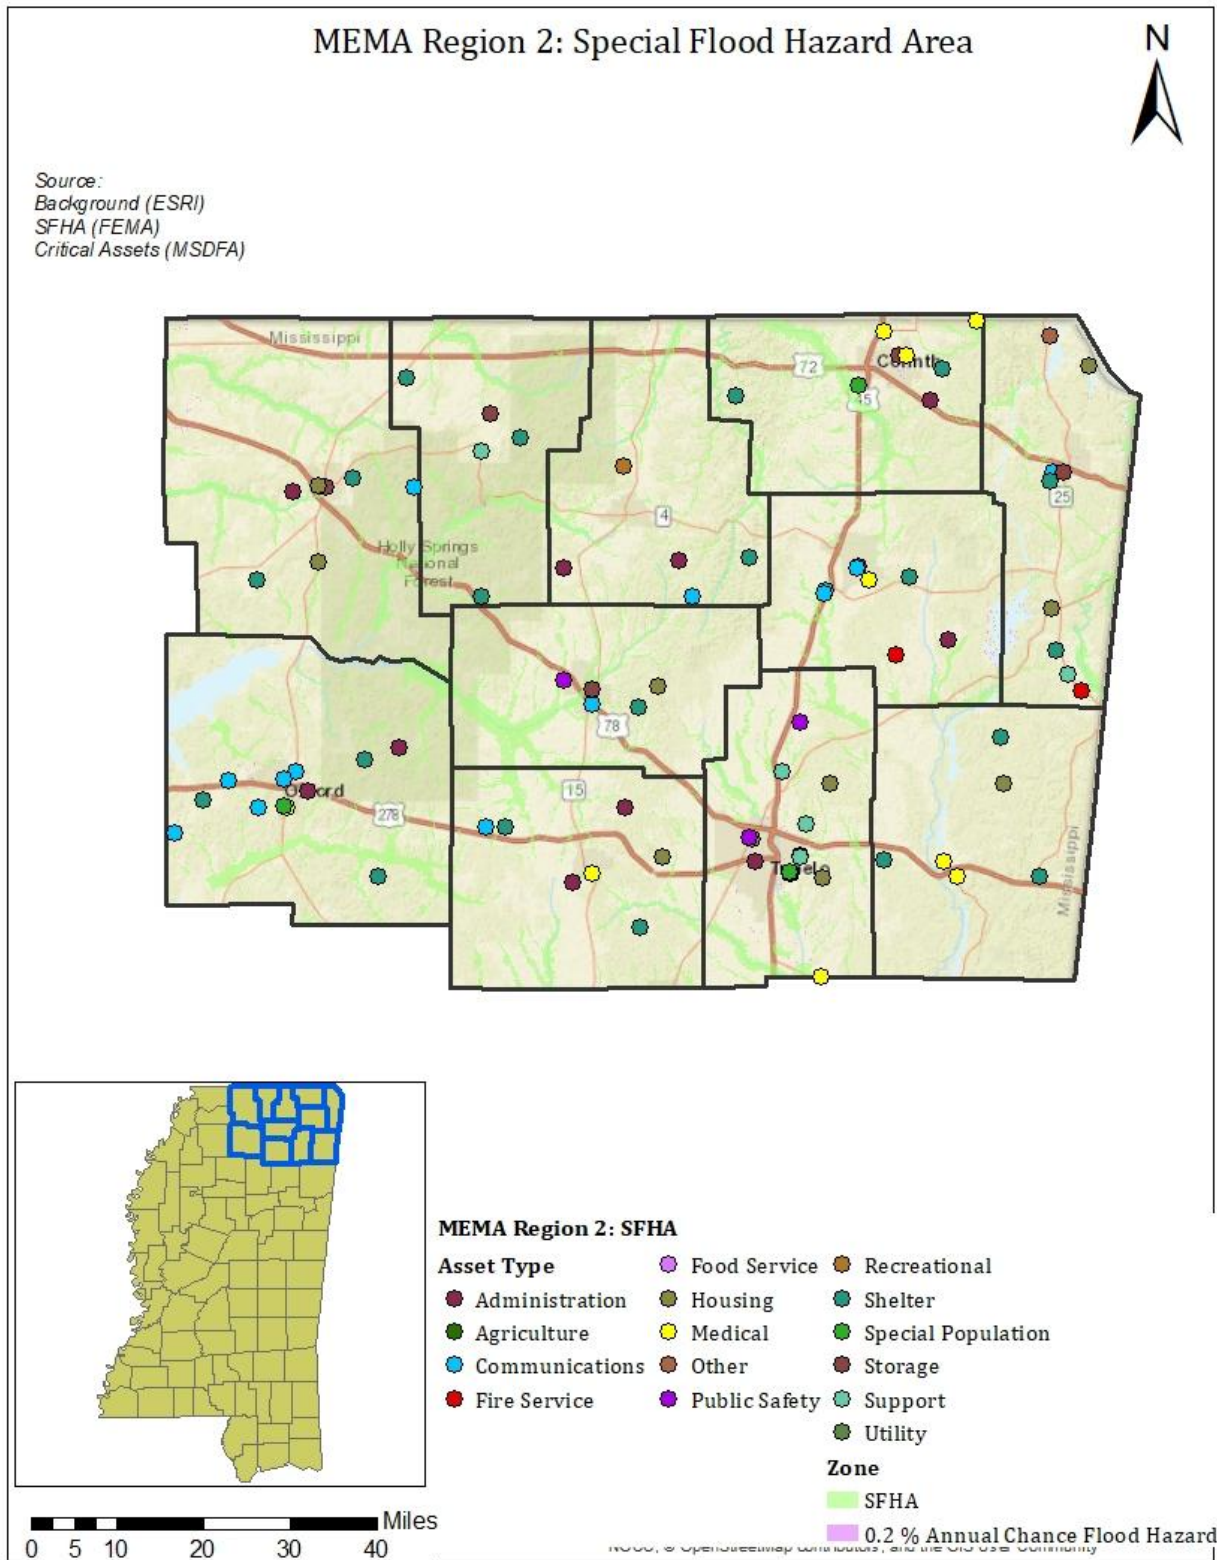 MEMA Region 2: Special Flood Hazard Area
N
Source:
Background (ESRI)
SFHA (FEMA)
Critical Assets (MSDFA)
Mississippi
72
Corinth
45
25
4
Holly Springs
National
Forest
78
15
Oxford
278
Tupelo
Mississippi
MEMA Region 2: SFHA
Asset Type
Administration
Agriculture
Communications
Fire Service
Food Service
Housing
Medical
Other
Public Safety
Recreational
Shelter
Special Population
Storage
Support
Utility
Zone
SFHA
0.2 % Annual Chance Flood Hazard
Miles
0 5 10 20 30 40